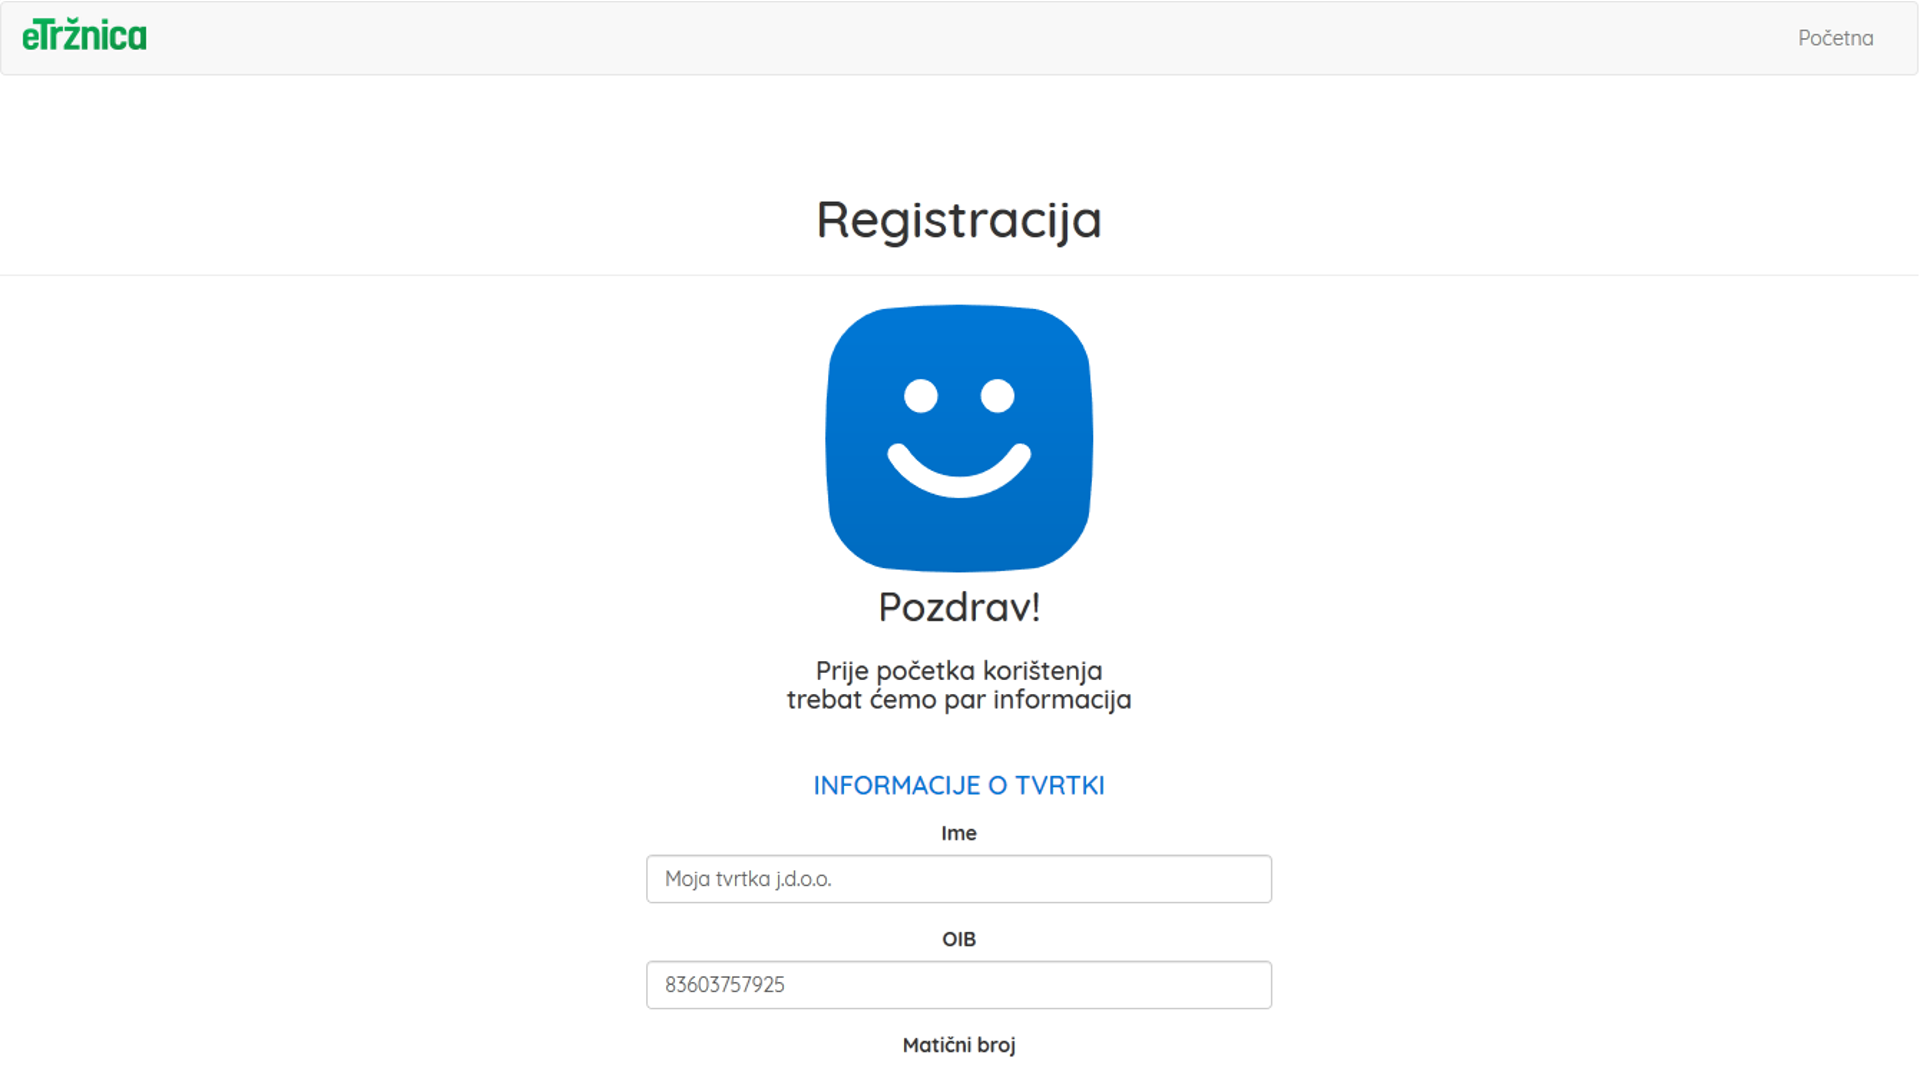 eTržnica
Početna
Registracija
Pozdrav!
Prije početka korištenja
trebat ćemo par informacija
INFORMACIJE O TVRTKI
Ime
Moja tvrtka j.d.o.o.
OIB
83603757925
Matični broj